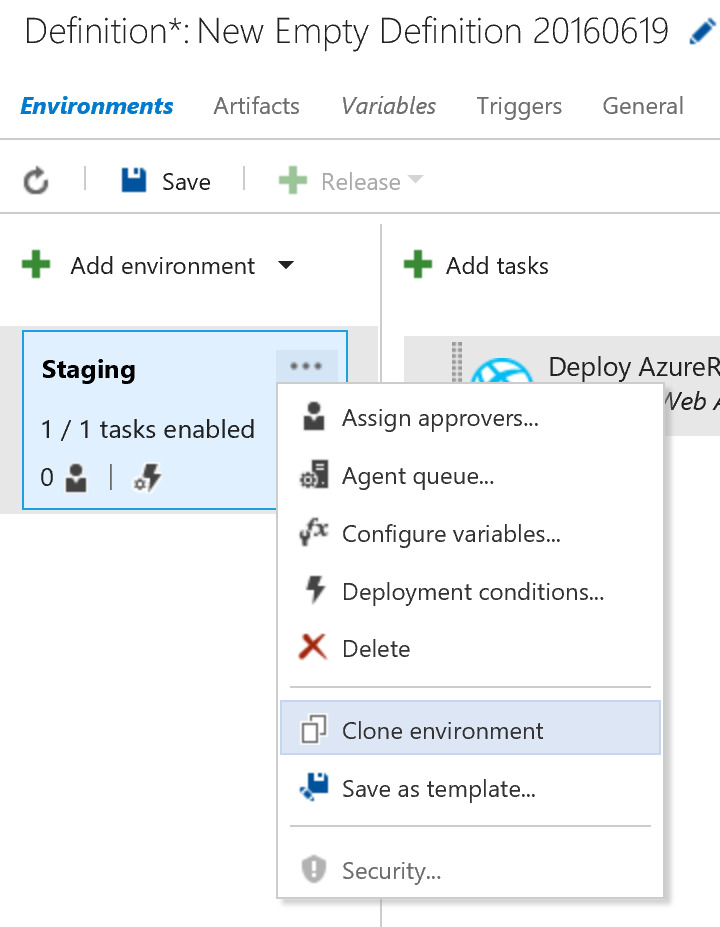 Definition*: New Empty Definition 20160619
Environments Artifacts Variables Triggers General
Save Release
Add environment Add tasks
Staging
Deploy AzureR
1 / 1 tasks enabled
0
Assign approvers...
Agent queue...
Configure variables...
Deployment conditions...
Delete
Clone environment
Save as template...
Security...